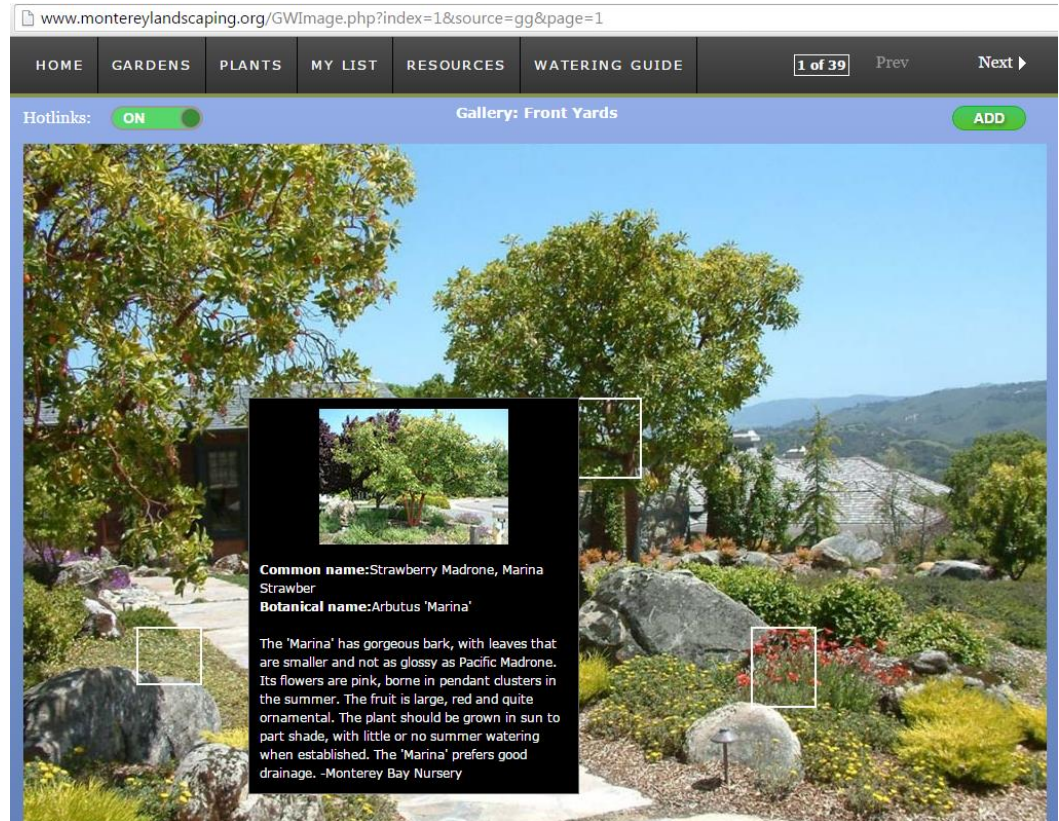 www.montereylandscaping.org/GWImage.php?index=1&source=gg&page=1
HOME GARDENS PLANTS MY LIST RESOURCES WATERING GUIDE 1 of 39 Prev Next
Hotlinks: ON Gallery: Front Yards ADD
Common name:Strawberry Madrone, Marina
Strawber
Botanical name:Arbutus 'Marina'
The 'Marina' has gorgeous bark, with leaves that
are smaller and not as glossy as Pacific Madrone.
Its flowers are pink, borne in pendant clusters in
the summer. The fruit is large, red and quite
ornamental. The plant should be grown in sun to
part shade, with little or no summer watering
when established. The 'Marina' prefers good
drainage. -Monterey Bay Nursery